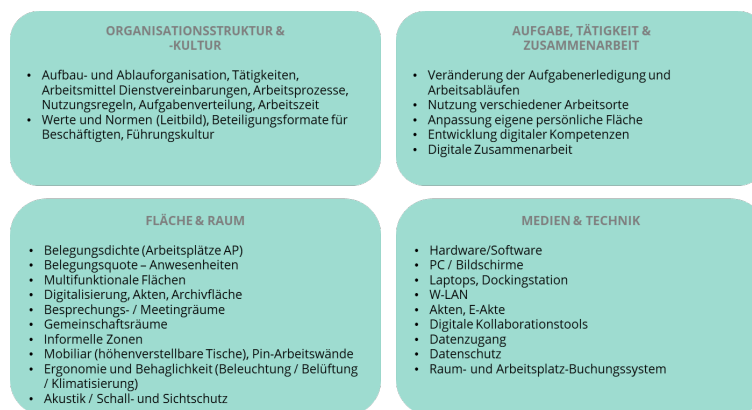 ORGANISATIONSSTRUKTUR &
-KULTUR
• Aufbau- und Ablauforganisation, Tätigkeiten,
Arbeitsmittel Dienstvereinbarungen, Arbeitsprozesse,
Nutzungsregeln, Aufgabenverteilung, Arbeitszeit
• Werte und Normen (Leitbild), Beteiligungsformate für
Beschäftigten, Führungskultur
AUFGABE, TÄTIGKEIT &
ZUSAMMENARBEIT
• Veränderung der Aufgabenerledigung und
Arbeitsabläufen
• Nutzung verschiedener Arbeitsorte
• Anpassung eigene persönliche Fläche
• Entwicklung digitaler Kompetenzen
• Digitale Zusammenarbeit
FLÄCHE & RAUM
• Belegungsdichte (Arbeitsplätze AP)
• Belegungsquote – Anwesenheiten
• Multifunktionale Flächen
• Digitalisierung, Akten, Archivfläche
• Besprechungs- / Meetingräume
• Gemeinschaftsräume
• Informelle Zonen
• Mobiliar (höhenverstellbare Tische), Pin-Arbeitswände
• Ergonomie und Behaglichkeit (Beleuchtung / Belüftung
/ Klimatisierung)
• Akustik / Schall- und Sichtschutz
MEDIEN & TECHNIK
• Hardware/Software
• PC / Bildschirme
• Laptops, Dockingstation
• W-LAN
• Akten, E-Akte
• Digitale Kollaborationstools
• Datenzugang
• Datenschutz
• Raum- und Arbeitsplatz-Buchungssystem